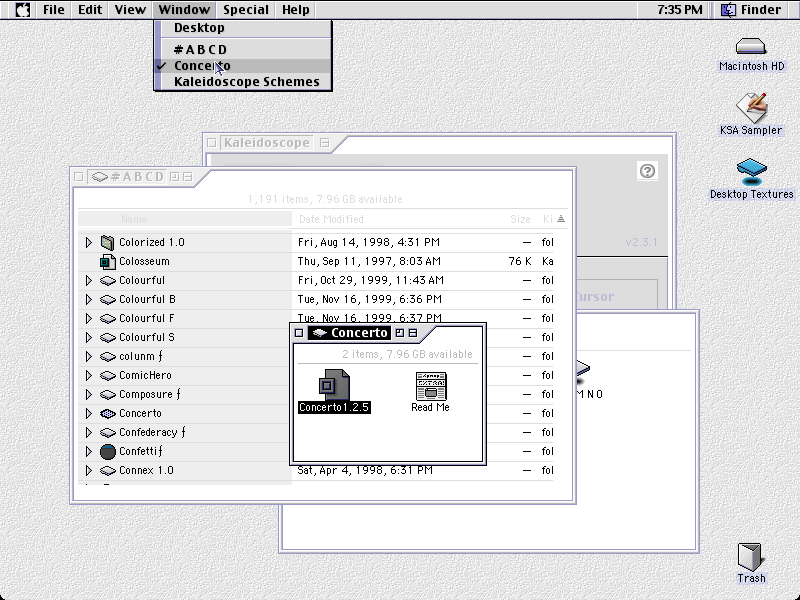 File Edit View Window Special Help 7:35 PM Finder
Desktop
# A B C D
Concerto
Kaleidoscope Schemes
Macintosh HD
KSA Sampler
Desktop Textures
Trash
Kaleidoscope
v2.3.1
Cursor
M N O
# A B C D
1,191 items, 7.96 GB available
Name Date Modified Size Ki
Colorized 1.0 Fri, Aug 14, 1998, 4:31 PM – fol
Colosseum Thu, Sep 11, 1997, 8:03 AM 76 K Ka
Colourful Fri, Oct 29, 1999, 11:43 AM – fol
Colourful B Tue, Nov 16, 1999, 6:36 PM – fol
Colourful F Tue, Nov 16, 1999, 6:37 PM – fol
Colourful S – fol
colunm ƒ – fol
ComicHero – fol
Composure ƒ – fol
Concerto – fol
Confederacy ƒ – fol
Confetti ƒ – fol
Connex 1.0 Sat, Apr 4, 1998, 6:31 PM – fol
Concerto
2 items, 7.96 GB available
Concerto1.2.5
Read Me